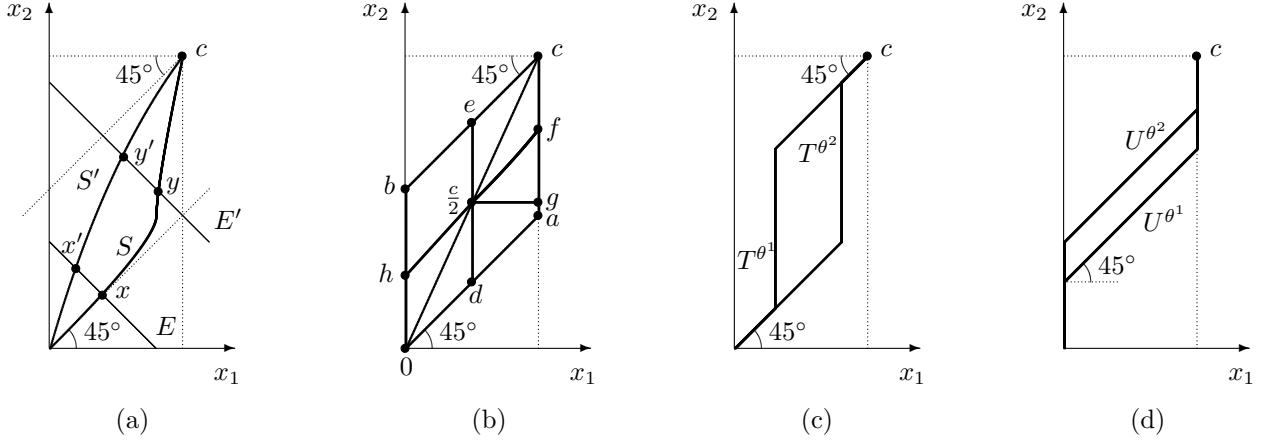 x₂
c
45°
y′
S′
y
E′
x′
S
x
E
45°
x₁
(a)
x₂
c
45°
e
f
b
c/2
g
a
h
d
45°
0
x₁
(b)
x₂
c
45°
T^{θ²}
T^{θ¹}
45°
x₁
(c)
x₂
c
U^{θ²}
U^{θ¹}
45°
x₁
(d)